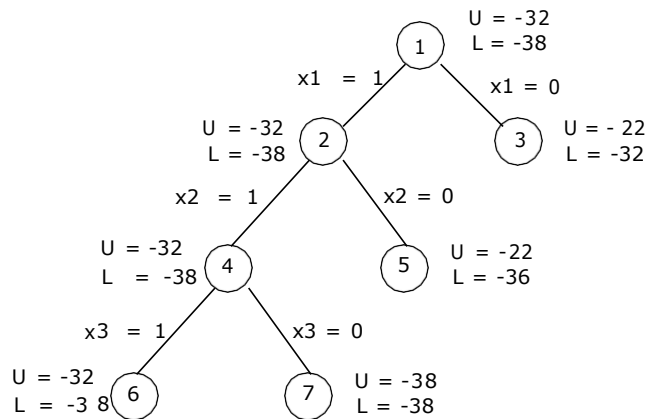 U = -32
L = -38
1
x1 = 1
x1 = 0
U = -32
L = -38
2
3
U = - 22
L = -32
x2 = 1
x2 = 0
U = -32
L = -38
4
5
U = -22
L = -36
x3 = 1
x3 = 0
U = -32
L = -3 8
6
7
U = -38
L = -38